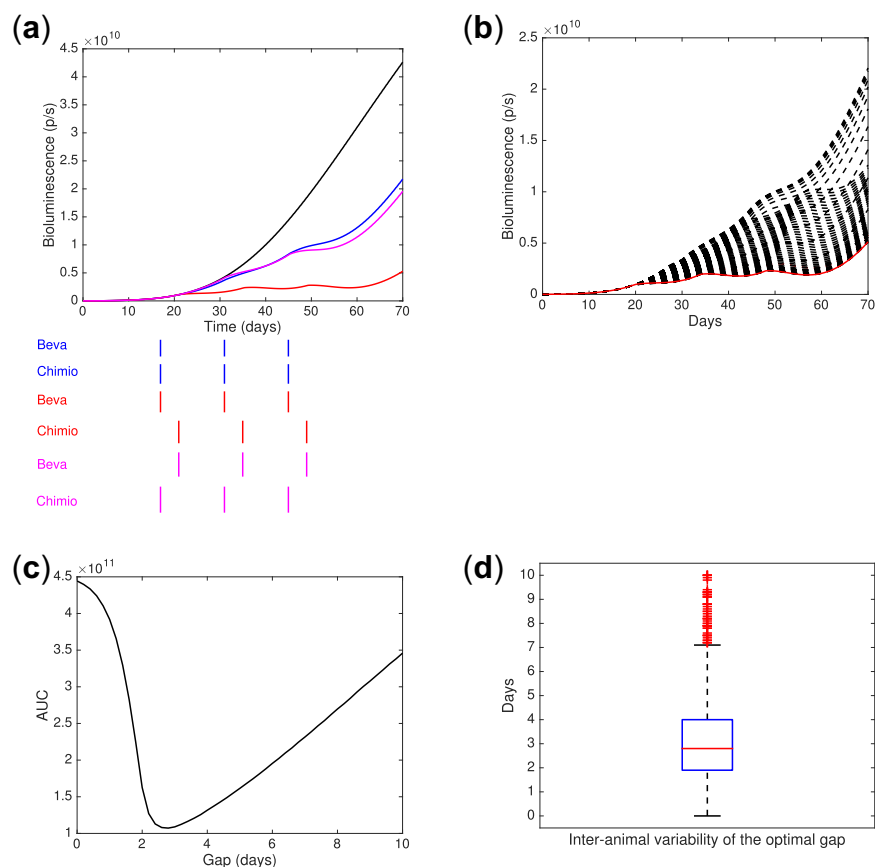 (a)
×10^10
4.5
4
3.5
3
2.5
2
1.5
1
0.5
0
Bioluminescence (p/s)
0 10 20 30 40 50 60 70
Time (days)
Beva
Chimio
Beva
Chimio
Beva
Chimio
(b)
×10^10
2.5
2
1.5
1
0.5
0
Bioluminescence (p/s)
0 10 20 30 40 50 60 70
Days
(c)
×10^11
4.5
4
3.5
3
2.5
2
1.5
1
AUC
0 2 4 6 8 10
Gap (days)
(d)
10
9
8
7
6
5
4
3
2
1
0
Days
Inter-animal variability of the optimal gap